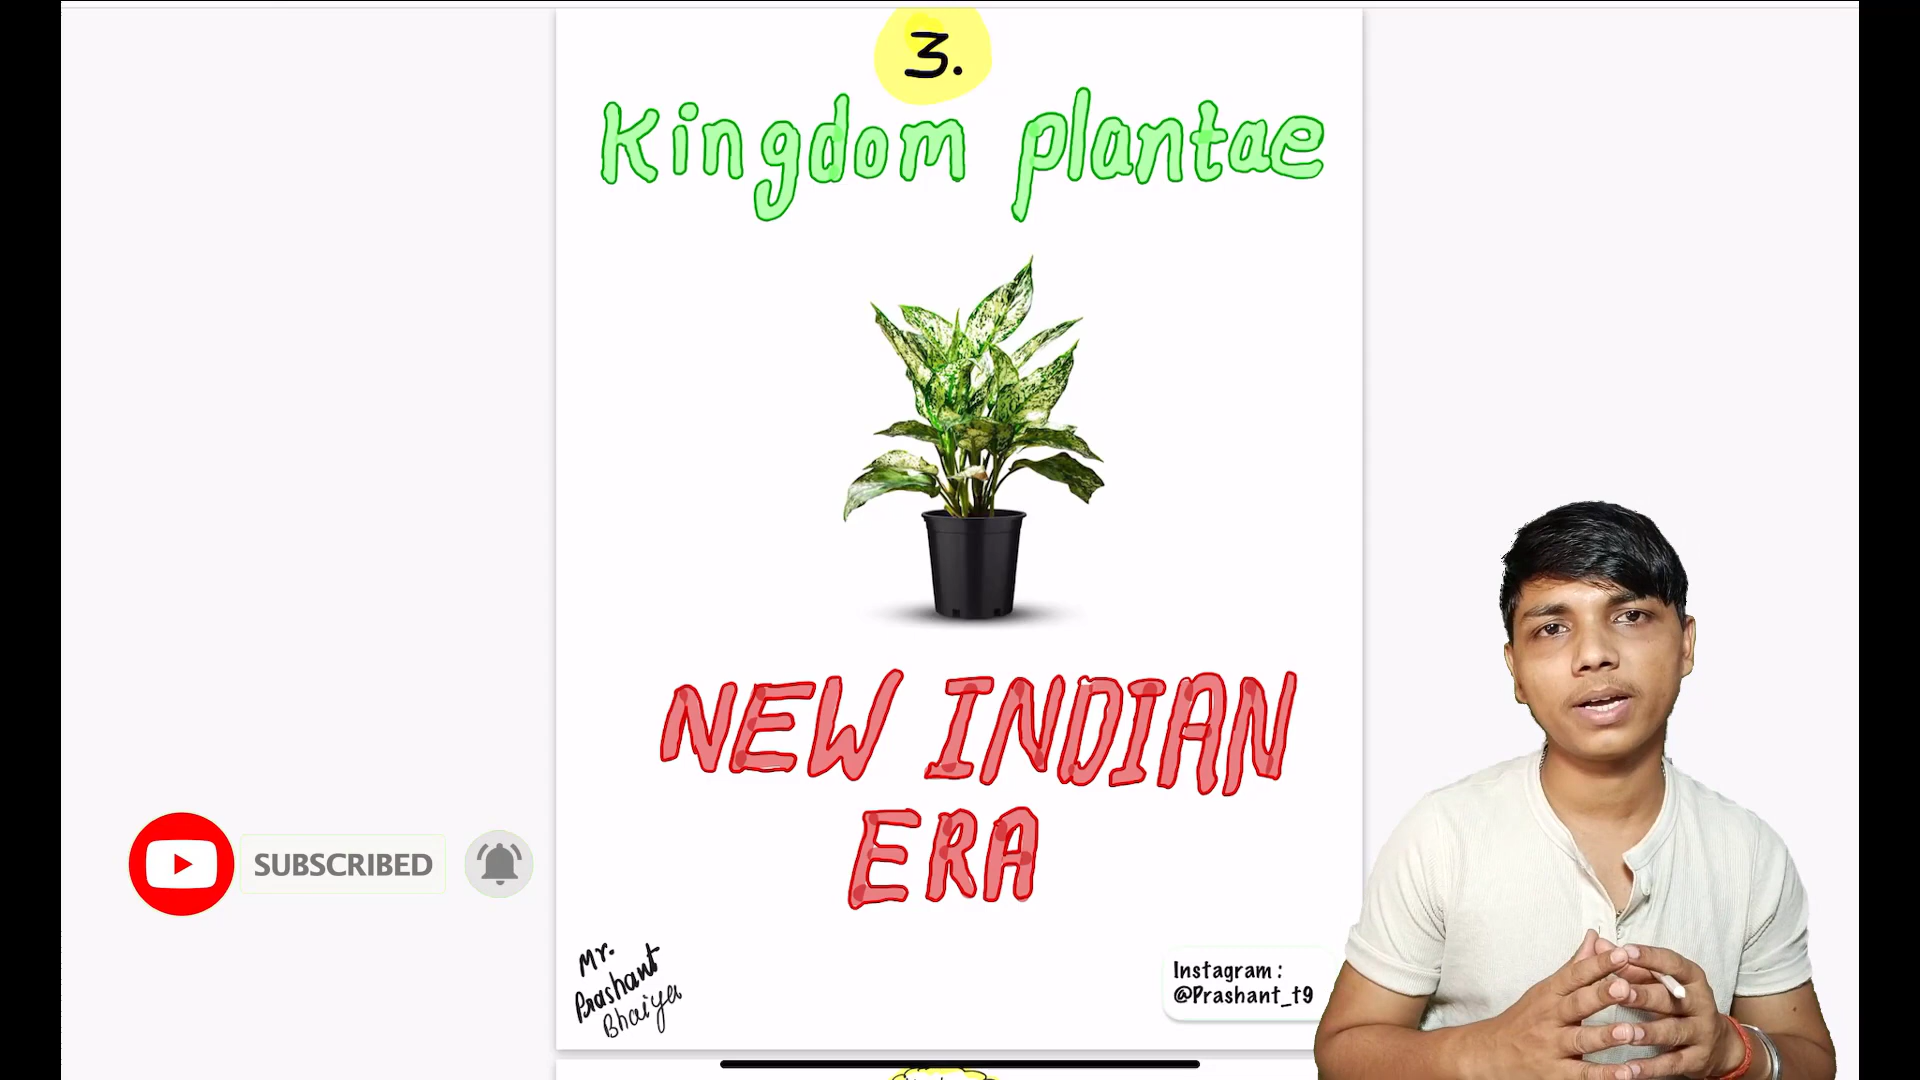 3.
Kingdom plantae
NEW INDIAN
ERA
SUBSCRIBED
Mr.
Prashant
Bhaiya
Instagram :
@Prashant_t9